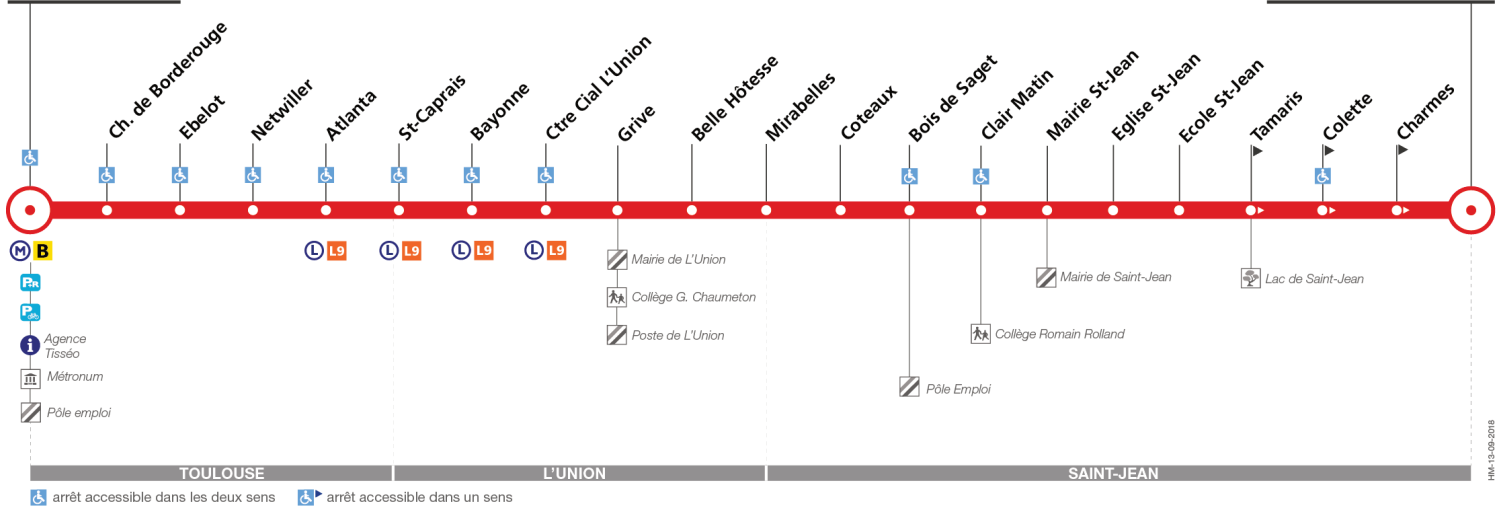 Ch. de Borderouge
Ebelot
Netwiller
Atlanta
St-Caprais
Bayonne
Ctre Cial L'Union
Grive
Belle Hôtesse
Mirabelles
Coteaux
Bois de Saget
Clair Matin
Mairie St-Jean
Eglise St-Jean
Ecole St-Jean
Tamaris
Colette
Charmes
M B
P+R
P
i Agence
Tisséo
Métronum
Pôle emploi
L L9
L L9
L L9
L L9
Mairie de L'Union
Collège G. Chaumeton
Poste de L'Union
Pôle Emploi
Collège Romain Rolland
Mairie de Saint-Jean
Lac de Saint-Jean
TOULOUSE
L'UNION
SAINT-JEAN
arrêt accessible dans les deux sens
arrêt accessible dans un sens
HM-13-09-2018